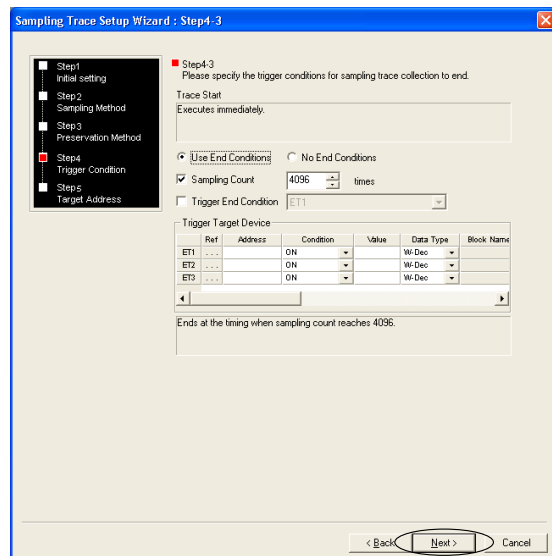 Sampling Trace Setup Wizard : Step4-3
Step1
Initial setting
Step2
Sampling Method
Step3
Preservation Method
Step4
Trigger Condition
Step5
Target Address
Step4-3
Please specify the trigger conditions for sampling trace collection to end.
Trace Start
Executes immediately.
Use End Conditions No End Conditions
Sampling Count 4096 times
Trigger End Condition ET1
Trigger Target Device
Ref Address Condition Value Data Type Block Name
ET1 ... ON W-Dec
ET2 ... ON W-Dec
ET3 ... ON W-Dec
Ends at the timing when sampling count reaches 4096.
< Back Next > Cancel